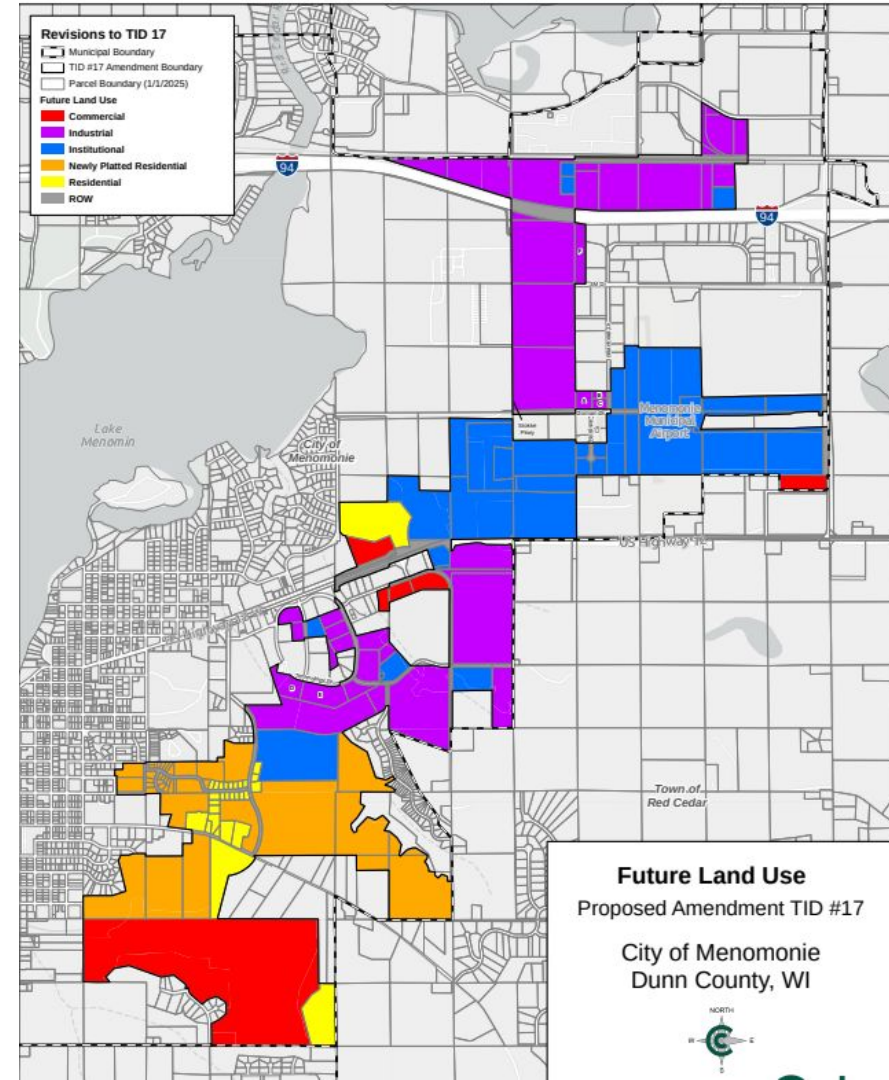 Revisions to TID 17
Municipal Boundary
TID #17 Amendment Boundary
Parcel Boundary (1/1/2025)
Future Land Use
Commercial
Industrial
Institutional
Newly Platted Residential
Residential
ROW
94
94
Lake
Menomin
City of
Menomonie
Menomonie
Municipal
Airport
US Highway 12
Town of
Red Cedar
Future Land Use
Proposed Amendment TID #17
City of Menomonie
Dunn County, WI
NORTH
W
E
S